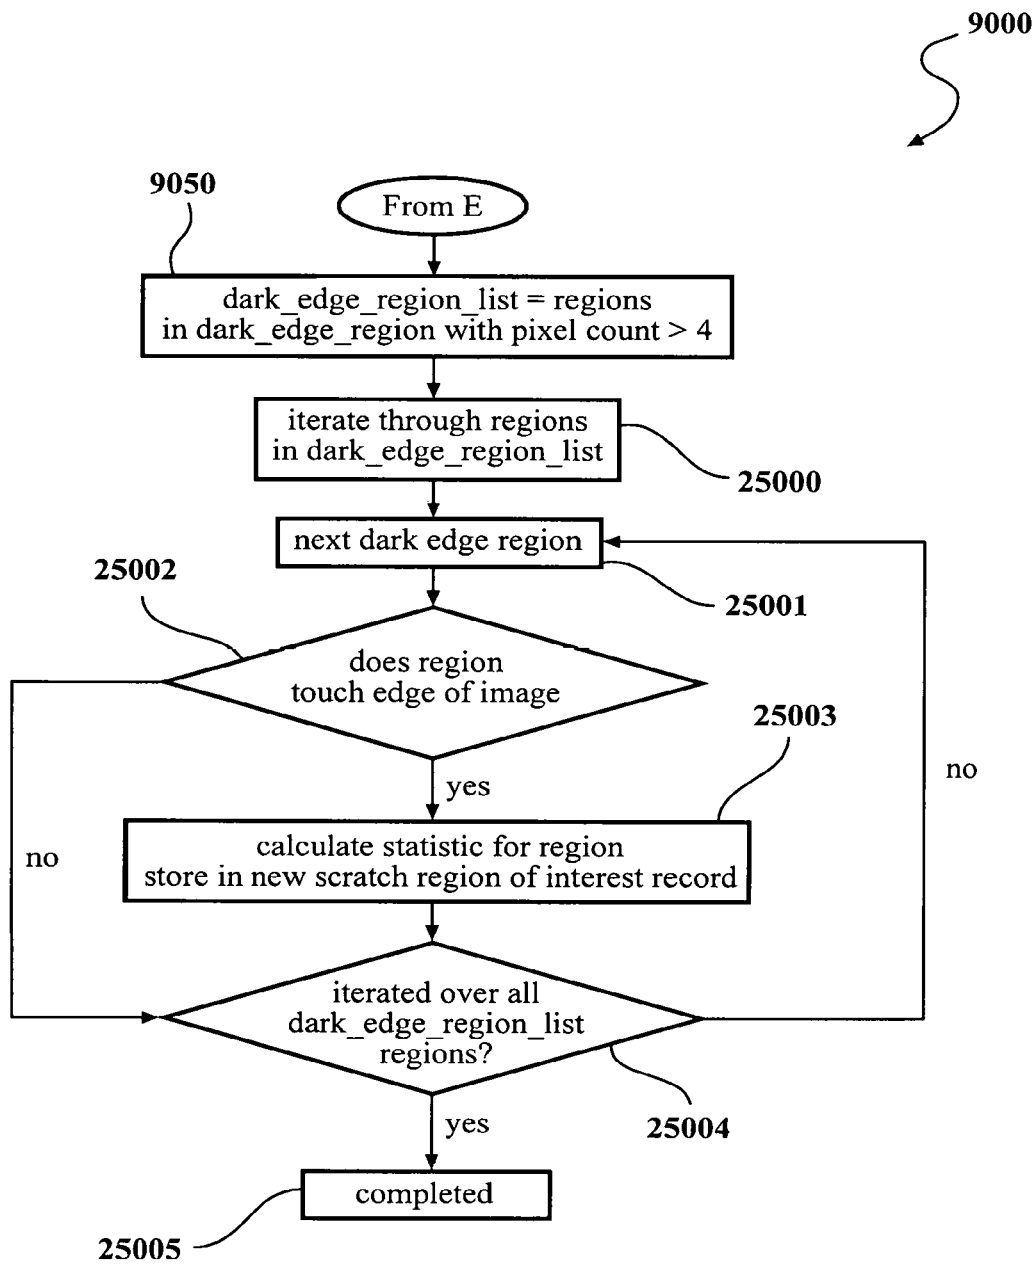 9000
9050
From E
dark_edge_region_list = regions
in dark_edge_region with pixel count > 4
iterate through regions
in dark_edge_region_list
25000
next dark edge region
25002
25001
does region
touch edge of image
25003
yes
no
no
calculate statistic for region
store in new scratch region of interest record
iterated over all
dark_edge_region_list
regions?
yes
25004
completed
25005